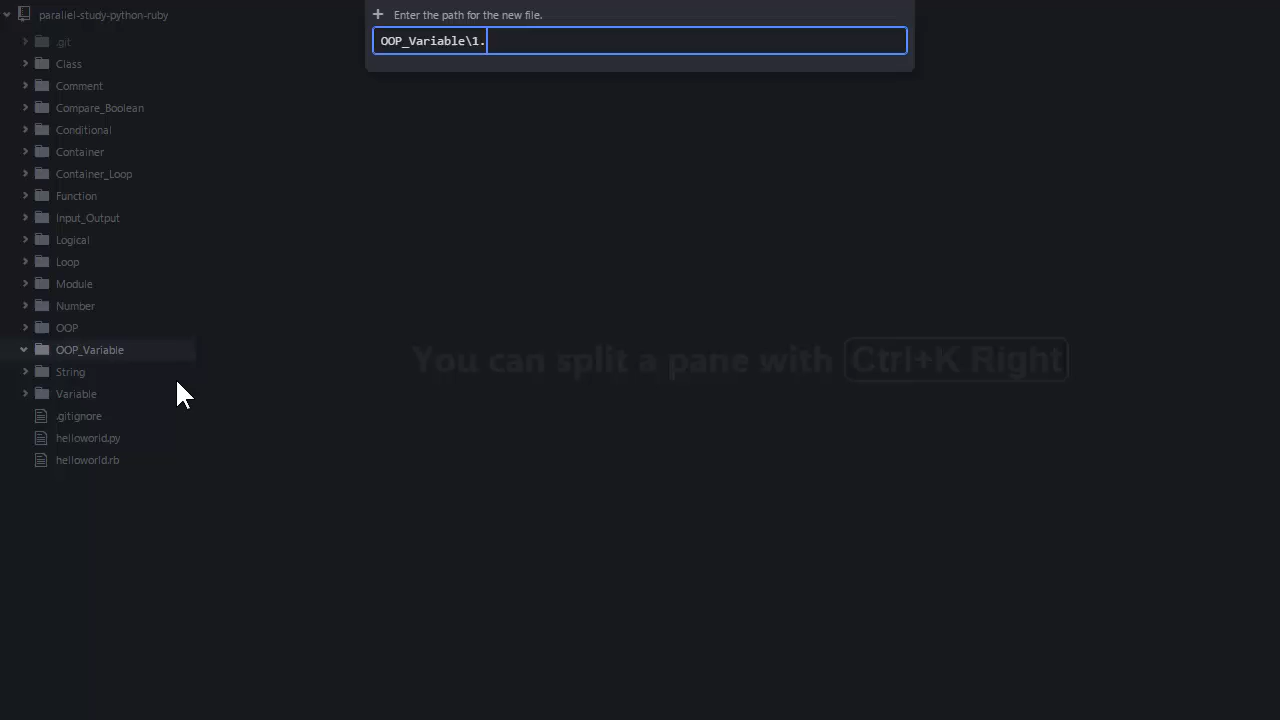 parallel-study-python-ruby
Enter the path for the new file.
OOP_Variable\1.
.git
Class
Comment
Compare_Boolean
Conditional
Container
Container_Loop
Function
Input_Output
Logical
Loop
Module
Number
OOP
OOP_Variable
String
Variable
.gitignore
helloworld.py
helloworld.rb
You can split a pane with Ctrl+K Right